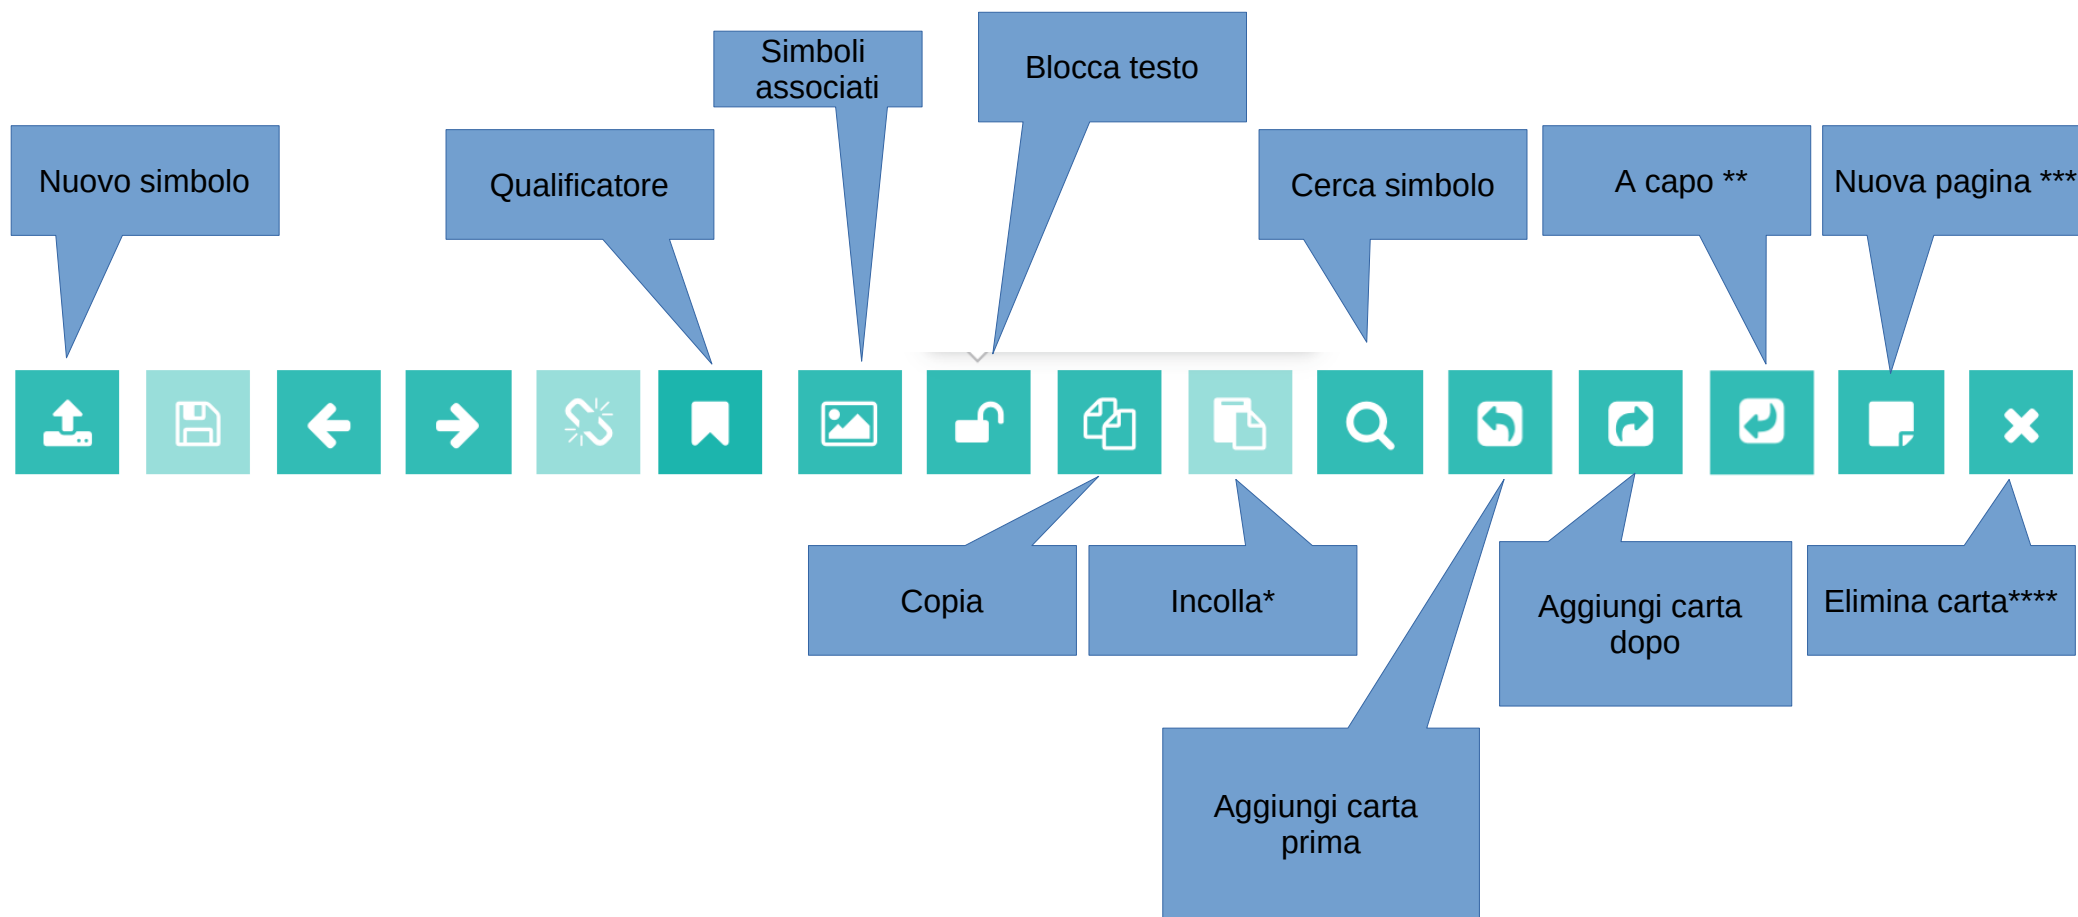 Simboli
associati
Blocca testo
Nuovo simbolo
Qualificatore
Cerca simbolo
A capo **
Nuova pagina ***
Copia
Incolla*
Aggiungi carta
dopo
Elimina carta****
Aggiungi carta
prima